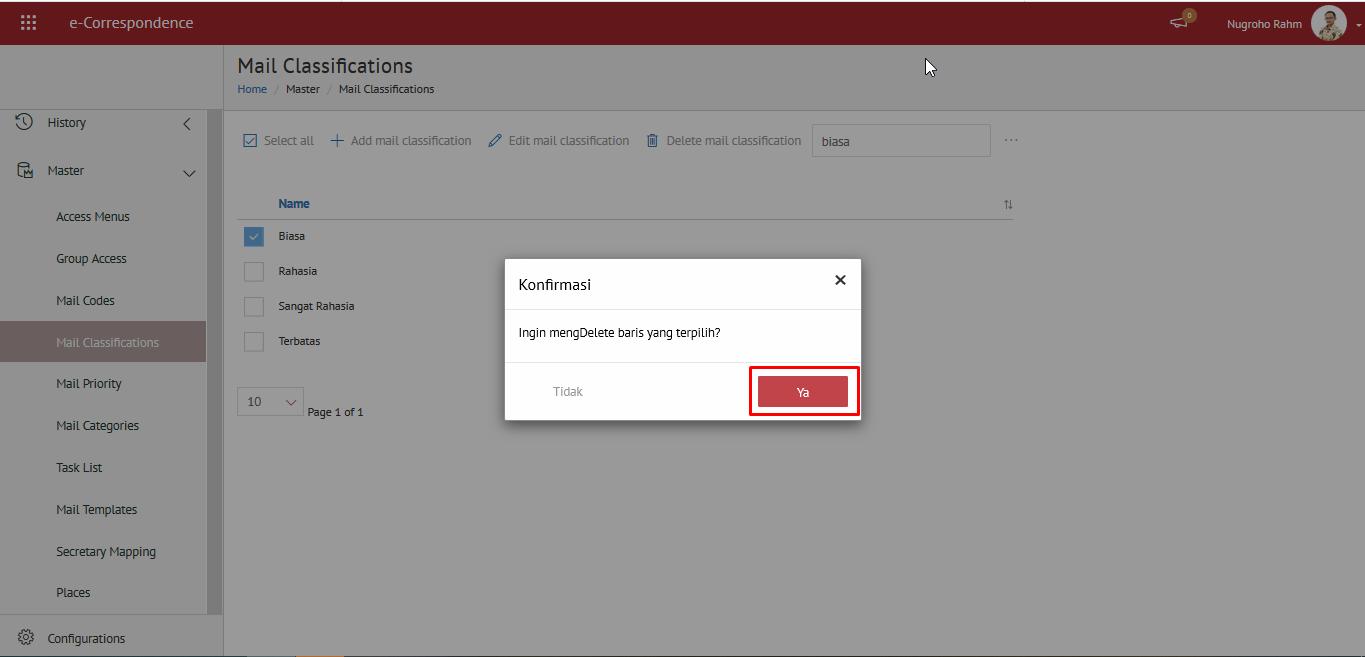 e-Correspondence
0
Nugroho Rahm
Mail Classifications
Home / Master / Mail Classifications
History
Master
Access Menus
Group Access
Mail Codes
Mail Classifications
Mail Priority
Mail Categories
Task List
Mail Templates
Secretary Mapping
Places
Configurations
Select all
Add mail classification
Edit mail classification
Delete mail classification
biasa
...
Name
Biasa
Rahasia
Sangat Rahasia
Terbatas
10
Page 1 of 1
Konfirmasi
Ingin mengDelete baris yang terpilih?
Tidak
Ya